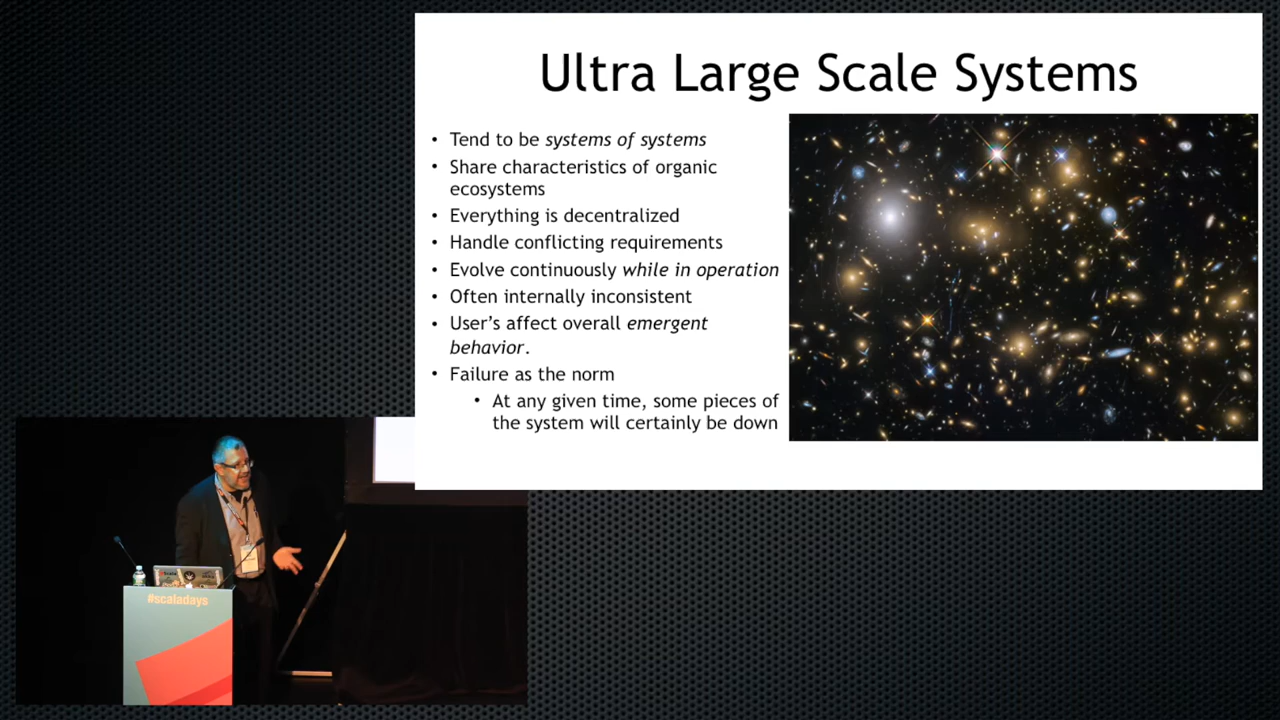 Ultra Large Scale Systems
• Tend to be systems of systems
• Share characteristics of organic
ecosystems
• Everything is decentralized
• Handle conflicting requirements
• Evolve continuously while in operation
• Often internally inconsistent
• User’s affect overall emergent
behavior.
• Failure as the norm
• At any given time, some pieces of
the system will certainly be down
#scaladays